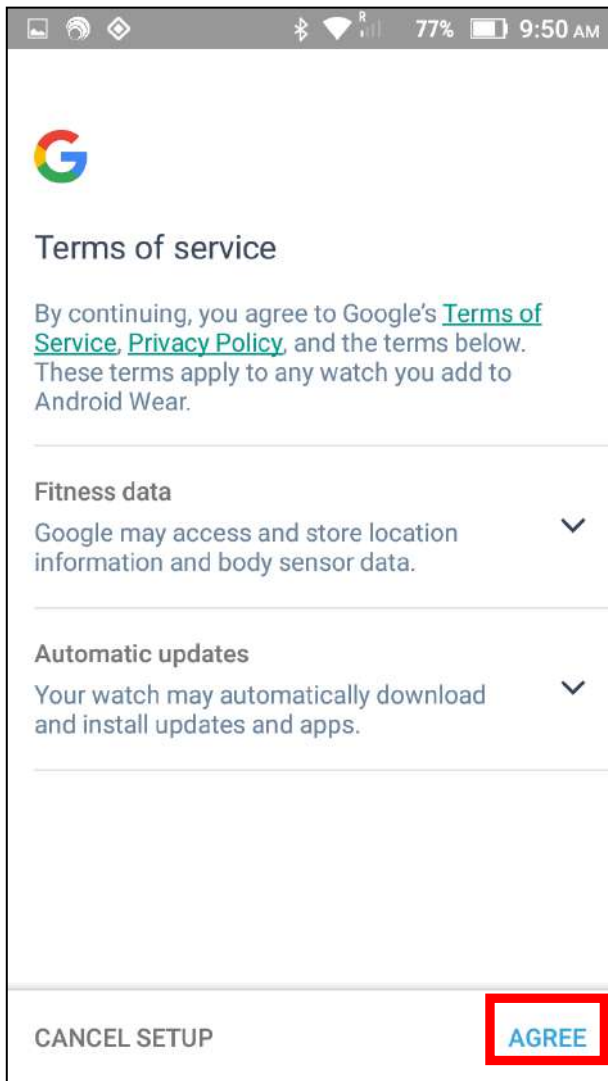 R
77% 9:50 AM
Terms of service
By continuing, you agree to Google's Terms of
Service, Privacy Policy, and the terms below.
These terms apply to any watch you add to
Android Wear.
Fitness data
Google may access and store location
information and body sensor data.
Automatic updates
Your watch may automatically download
and install updates and apps.
CANCEL SETUP AGREE